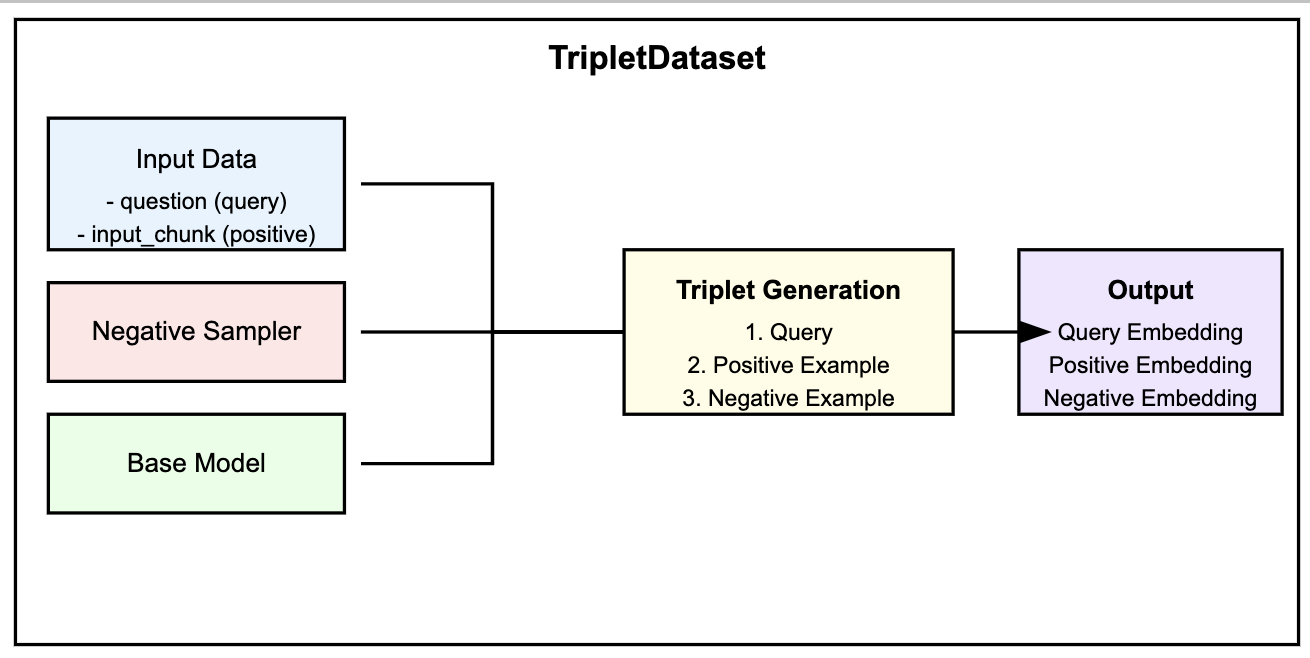 TripletDataset
Input Data
- question (query)
- input_chunk (positive)
Negative Sampler
Base Model
Triplet Generation
1. Query
2. Positive Example
3. Negative Example
Output
Query Embedding
Positive Embedding
Negative Embedding